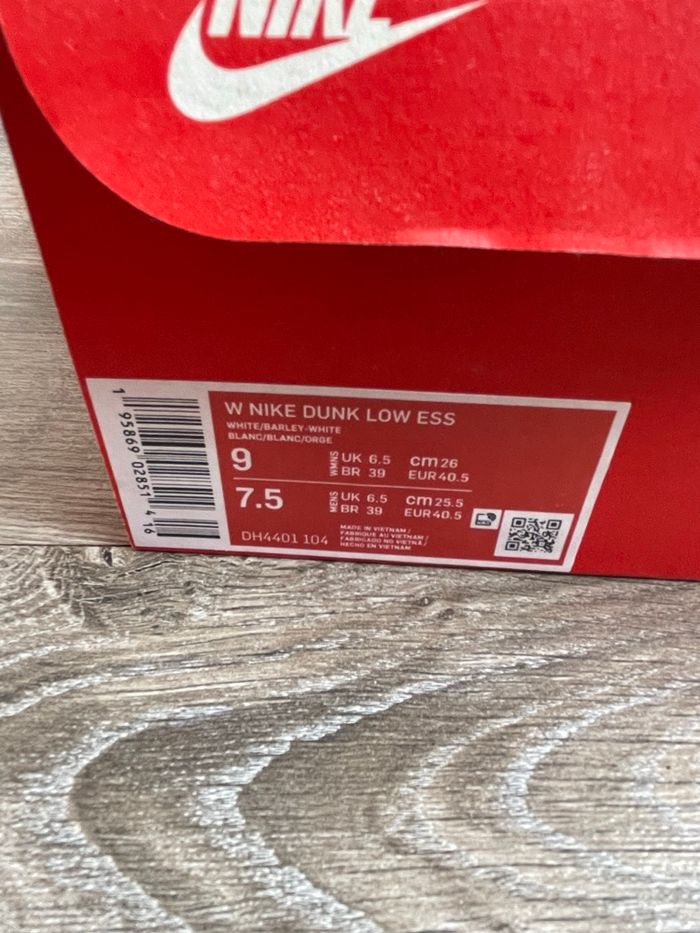 NIKE
W NIKE DUNK LOW ESS
WHITE/BARLEY-WHITE
BLANC/BLANC/ORGE
9 WMNS UK 6.5 cm 26
BR 39 EUR 40.5
7.5 MENS UK 6.5 cm 25.5
BR 39 EUR 40.5
DH4401 104
MADE IN VIETNAM/
FABRIQUE AU VIETNAM/
FABRICADO NO VIETNÃ/
HECHO EN VIETNAM
1 95869 02851 4 16